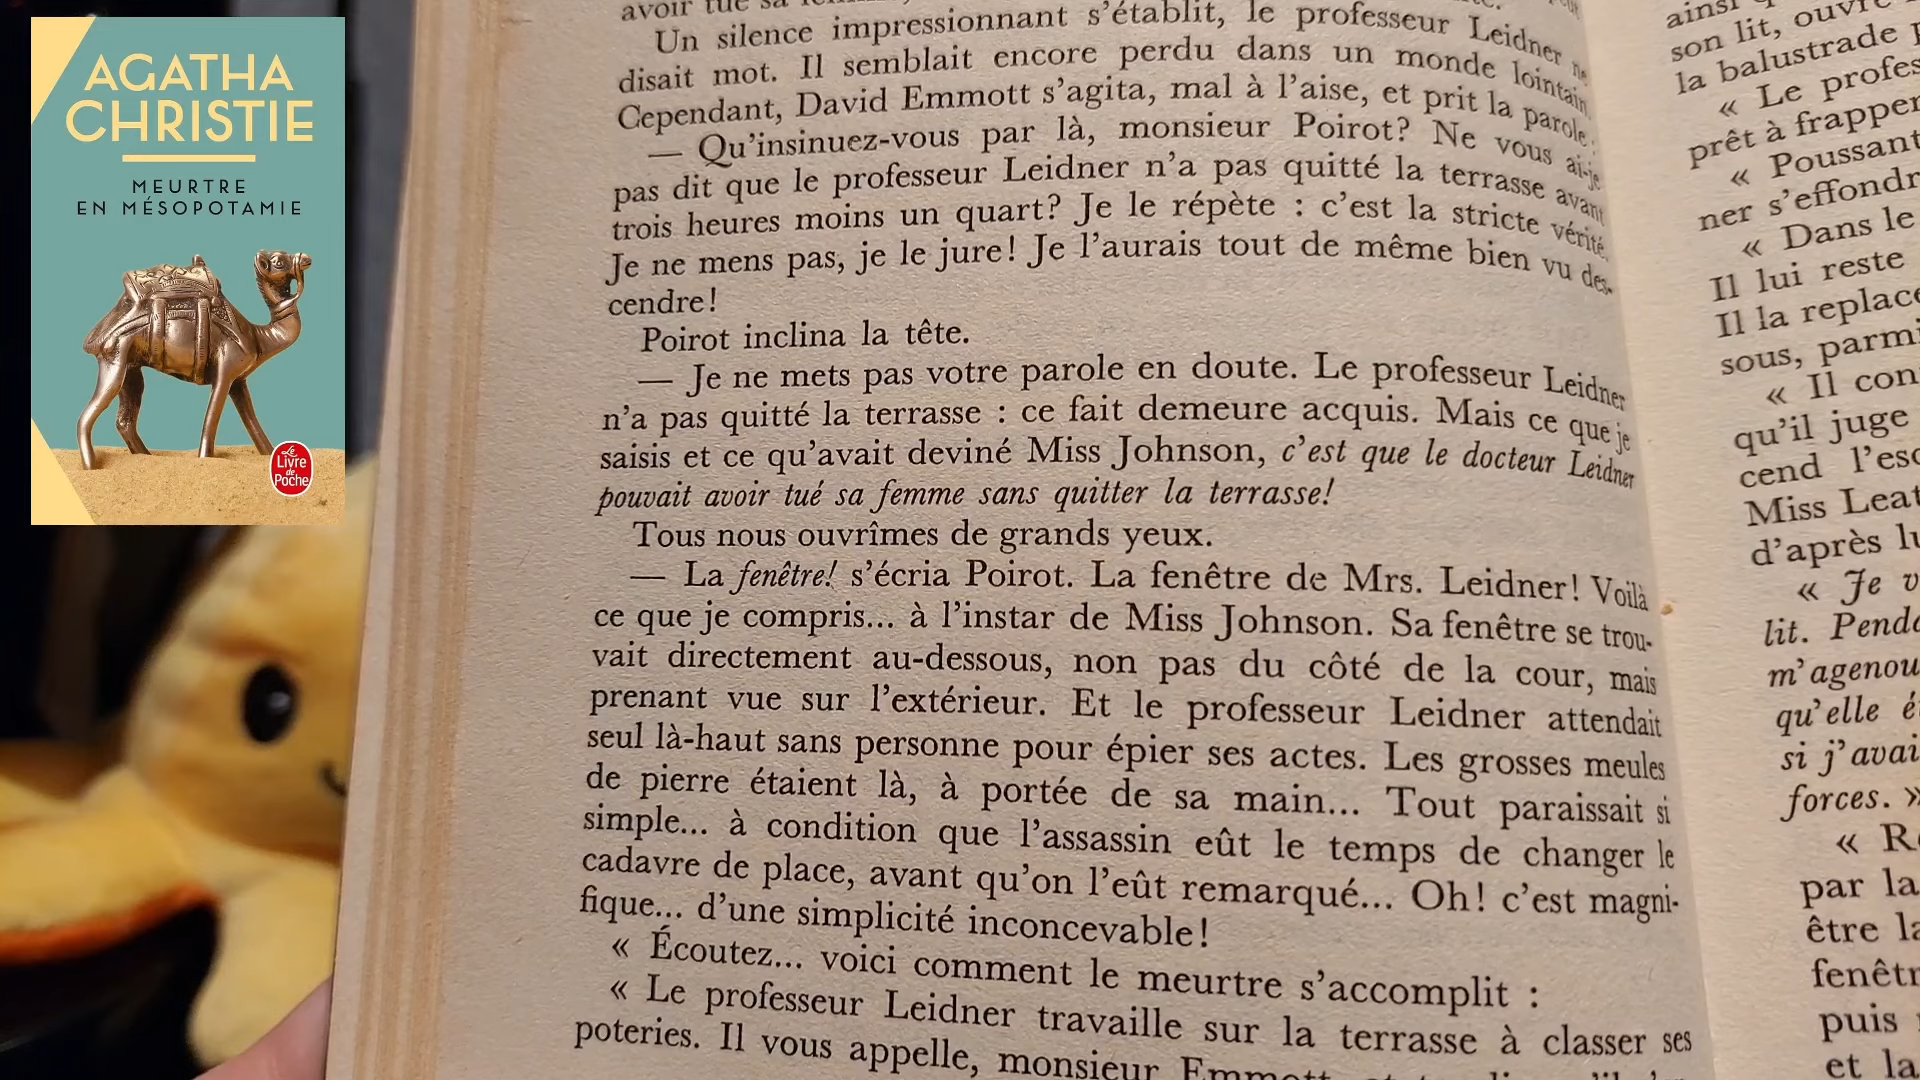 AGATHA
CHRISTIE
MEURTRE
EN MÉSOPOTAMIE
Le
Livre
de
Poche
avoir tué sa
Un silence impressionnant s'établit, le professeur Leidner ne
disait mot. Il semblait encore perdu dans un monde lointain.
Cependant, David Emmott s'agita, mal à l'aise, et prit la parole :
— Qu'insinuez-vous par là, monsieur Poirot? Ne vous ai-je
pas dit que le professeur Leidner n'a pas quitté la terrasse avant
trois heures moins un quart? Je le répète : c'est la stricte vérité.
Je ne mens pas, je le jure! Je l'aurais tout de même bien vu des-
cendre!
Poirot inclina la tête.
— Je ne mets pas votre parole en doute. Le professeur Leidner
n'a pas quitté la terrasse : ce fait demeure acquis. Mais ce que je
saisis et ce qu'avait deviné Miss Johnson, c'est que le docteur Leidner
pouvait avoir tué sa femme sans quitter la terrasse!
Tous nous ouvrîmes de grands yeux.
— La fenêtre! s'écria Poirot. La fenêtre de Mrs. Leidner! Voilà
ce que je compris... à l'instar de Miss Johnson. Sa fenêtre se trou-
vait directement au-dessous, non pas du côté de la cour, mais
prenant vue sur l'extérieur. Et le professeur Leidner attendait
seul là-haut sans personne pour épier ses actes. Les grosses meules
de pierre étaient là, à portée de sa main... Tout paraissait si
simple... à condition que l'assassin eût le temps de changer le
cadavre de place, avant qu'on l'eût remarqué... Oh! c'est magni-
fique... d'une simplicité inconcevable!
« Écoutez... voici comment le meurtre s'accomplit :
« Le professeur Leidner travaille sur la terrasse à classer ses
poteries. Il vous appelle, monsieur Emmott
ainsi
son lit, ouvre
la balustrade
« Le profes
prêt à frapper
« Poussant
ner s'effondr
« Dans le
Il lui reste
Il la replace
sous, parmi
« Il con
qu'il juge
cend l'esc
Miss Leat
d'après lu
« Je v
lit. Penda
m'agenou
qu'elle é
si j'avai
forces. »
« R
par la
être la
fenêtr
puis
et la